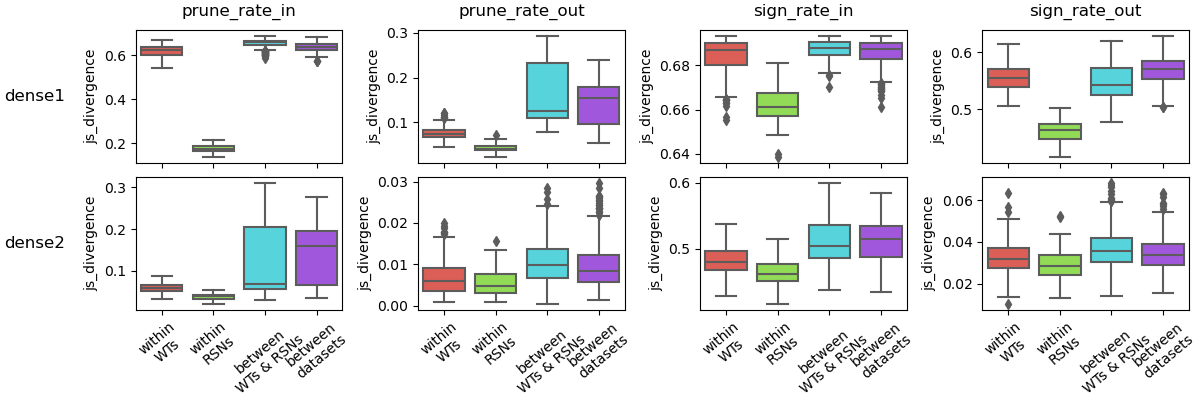 prune_rate_in prune_rate_out sign_rate_in sign_rate_out
dense1
js_divergence
0.6
0.4
0.2
js_divergence
0.3
0.2
0.1
js_divergence
0.68
0.66
0.64
js_divergence
0.6
0.5
dense2
js_divergence
0.3
0.2
0.1
js_divergence
0.03
0.02
0.01
0.00
js_divergence
0.6
0.5
js_divergence
0.06
0.04
0.02
within
WTs
within
RSNs
between
WTs & RSNs
between
datasets
within
WTs
within
RSNs
between
WTs & RSNs
between
datasets
within
WTs
within
RSNs
between
WTs & RSNs
between
datasets
within
WTs
within
RSNs
between
WTs & RSNs
between
datasets